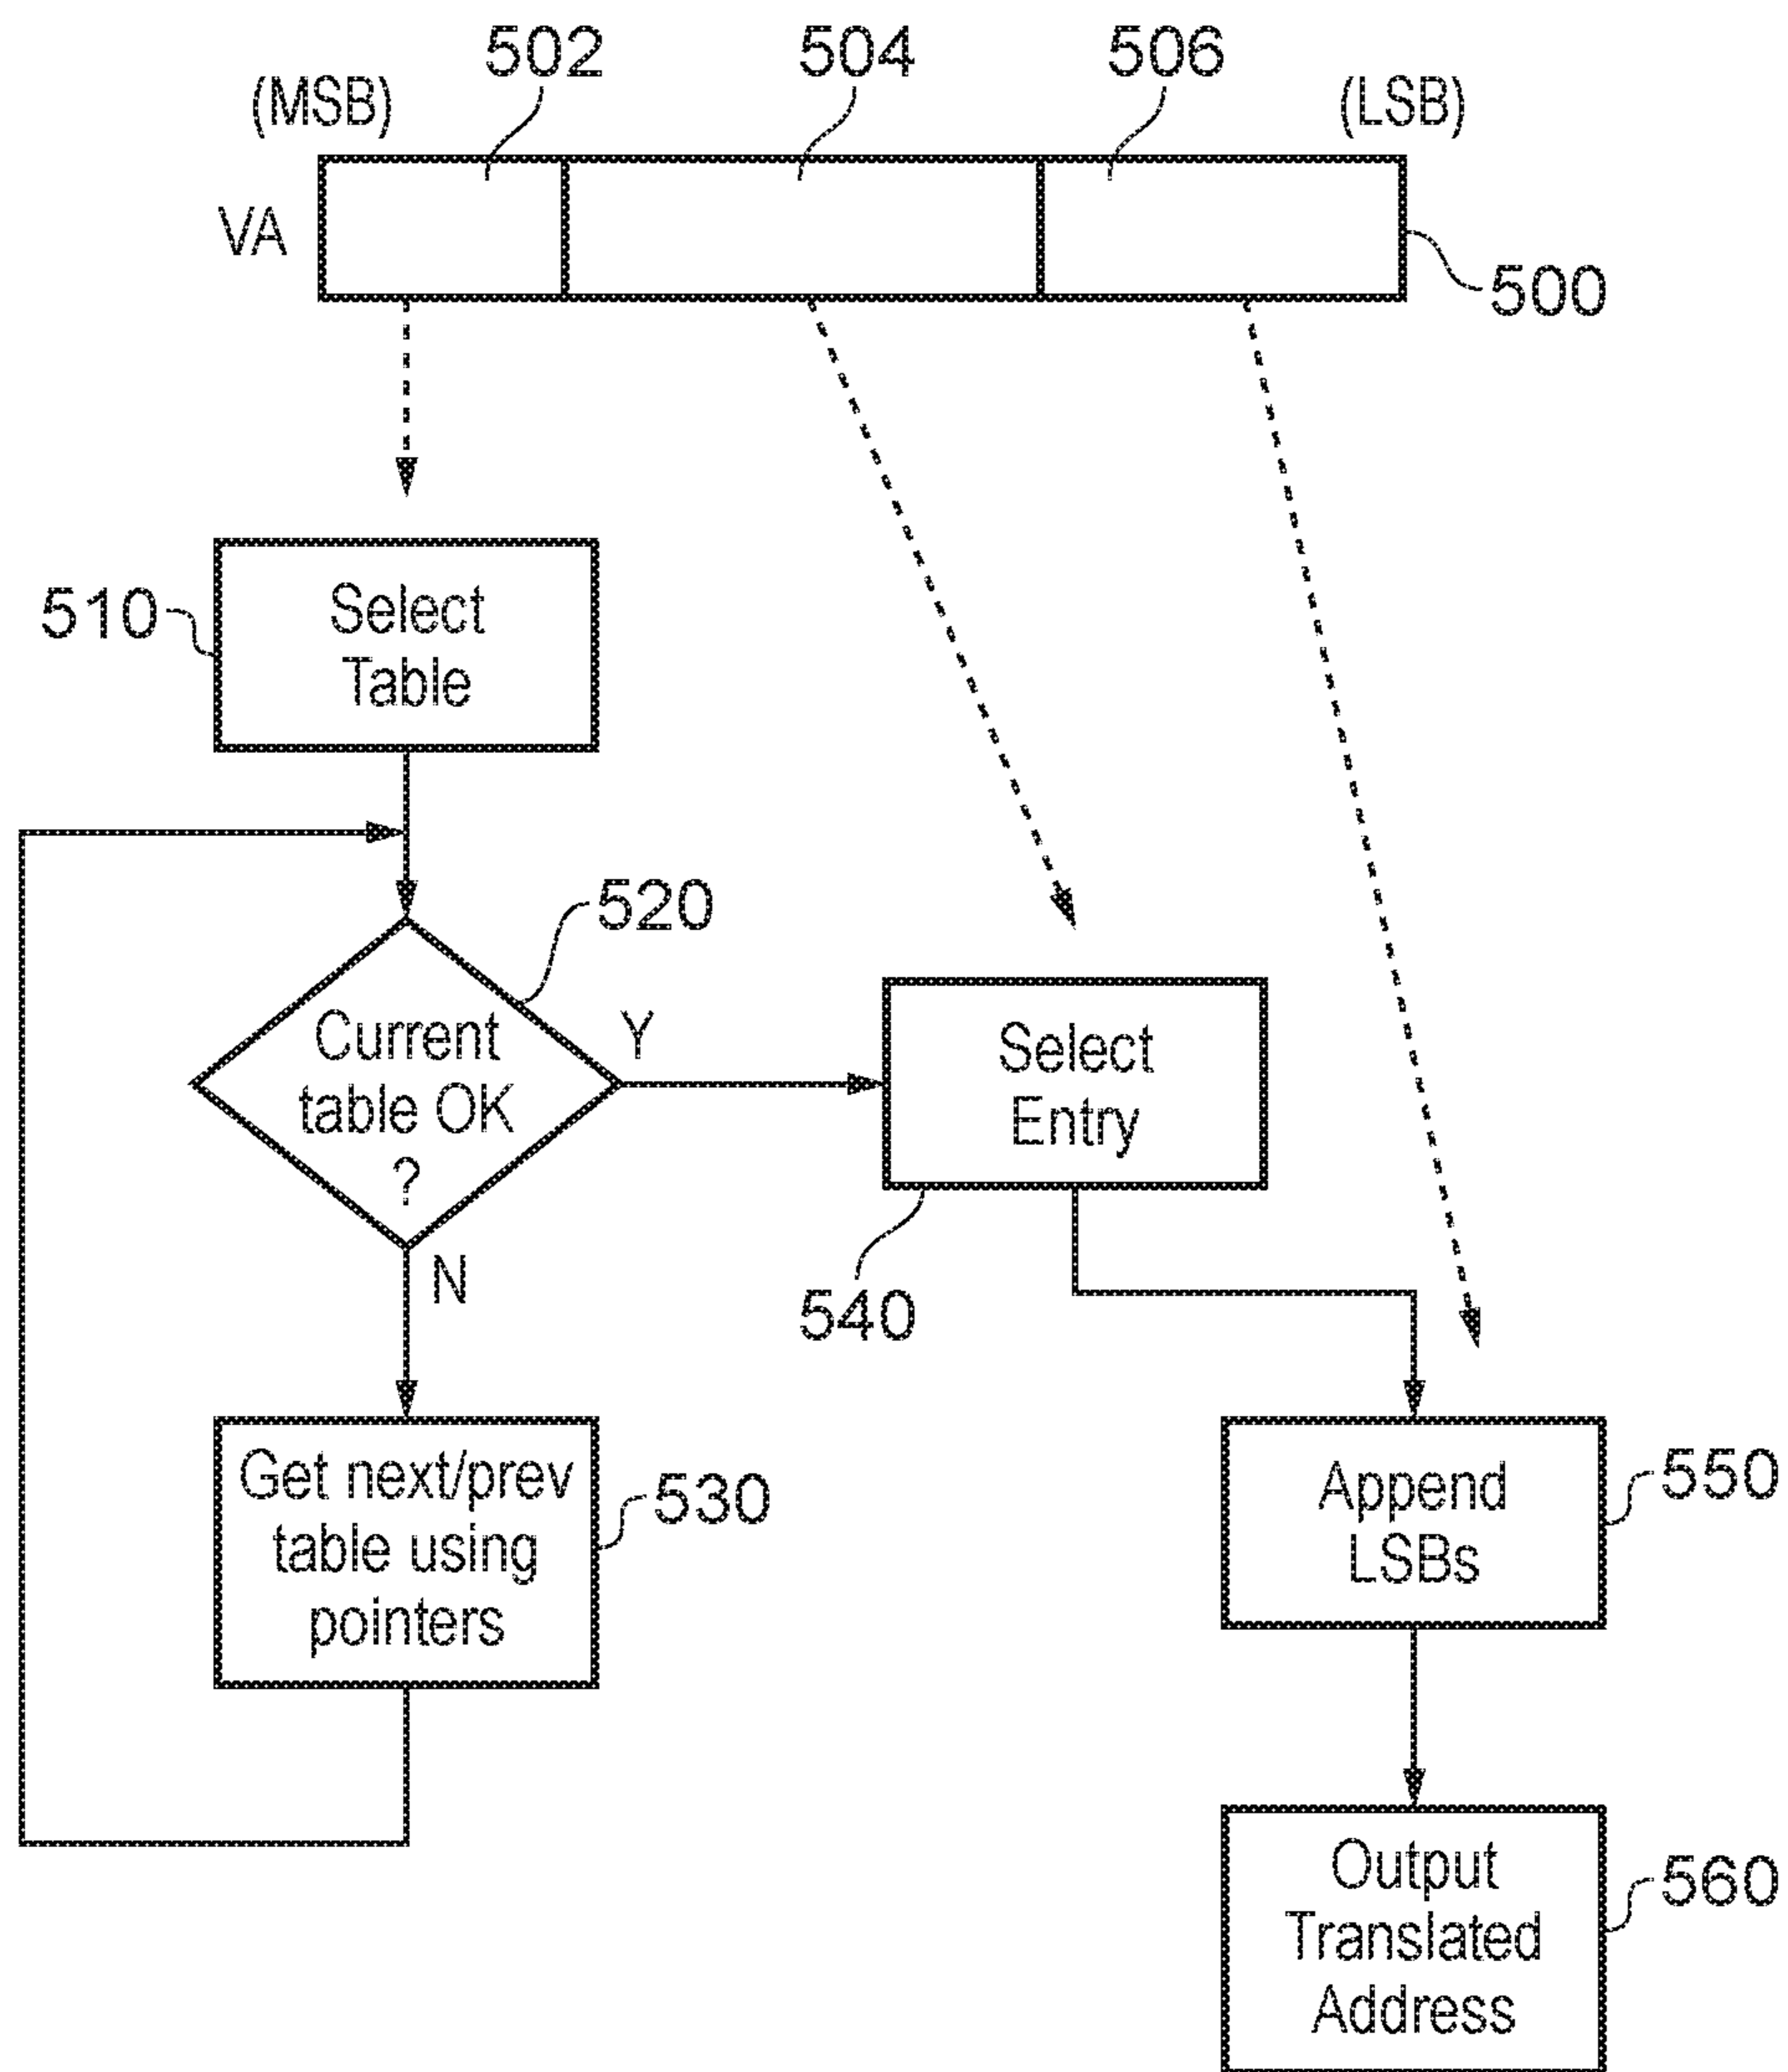 502 504 506
(MSB) (LSB)
VA
500
510
Select
Table
520
Current
table OK
?
Y
N
Select
Entry
540
Get next/prev
table using
pointers
530
Append
LSBs
550
Output
Translated
Address
560